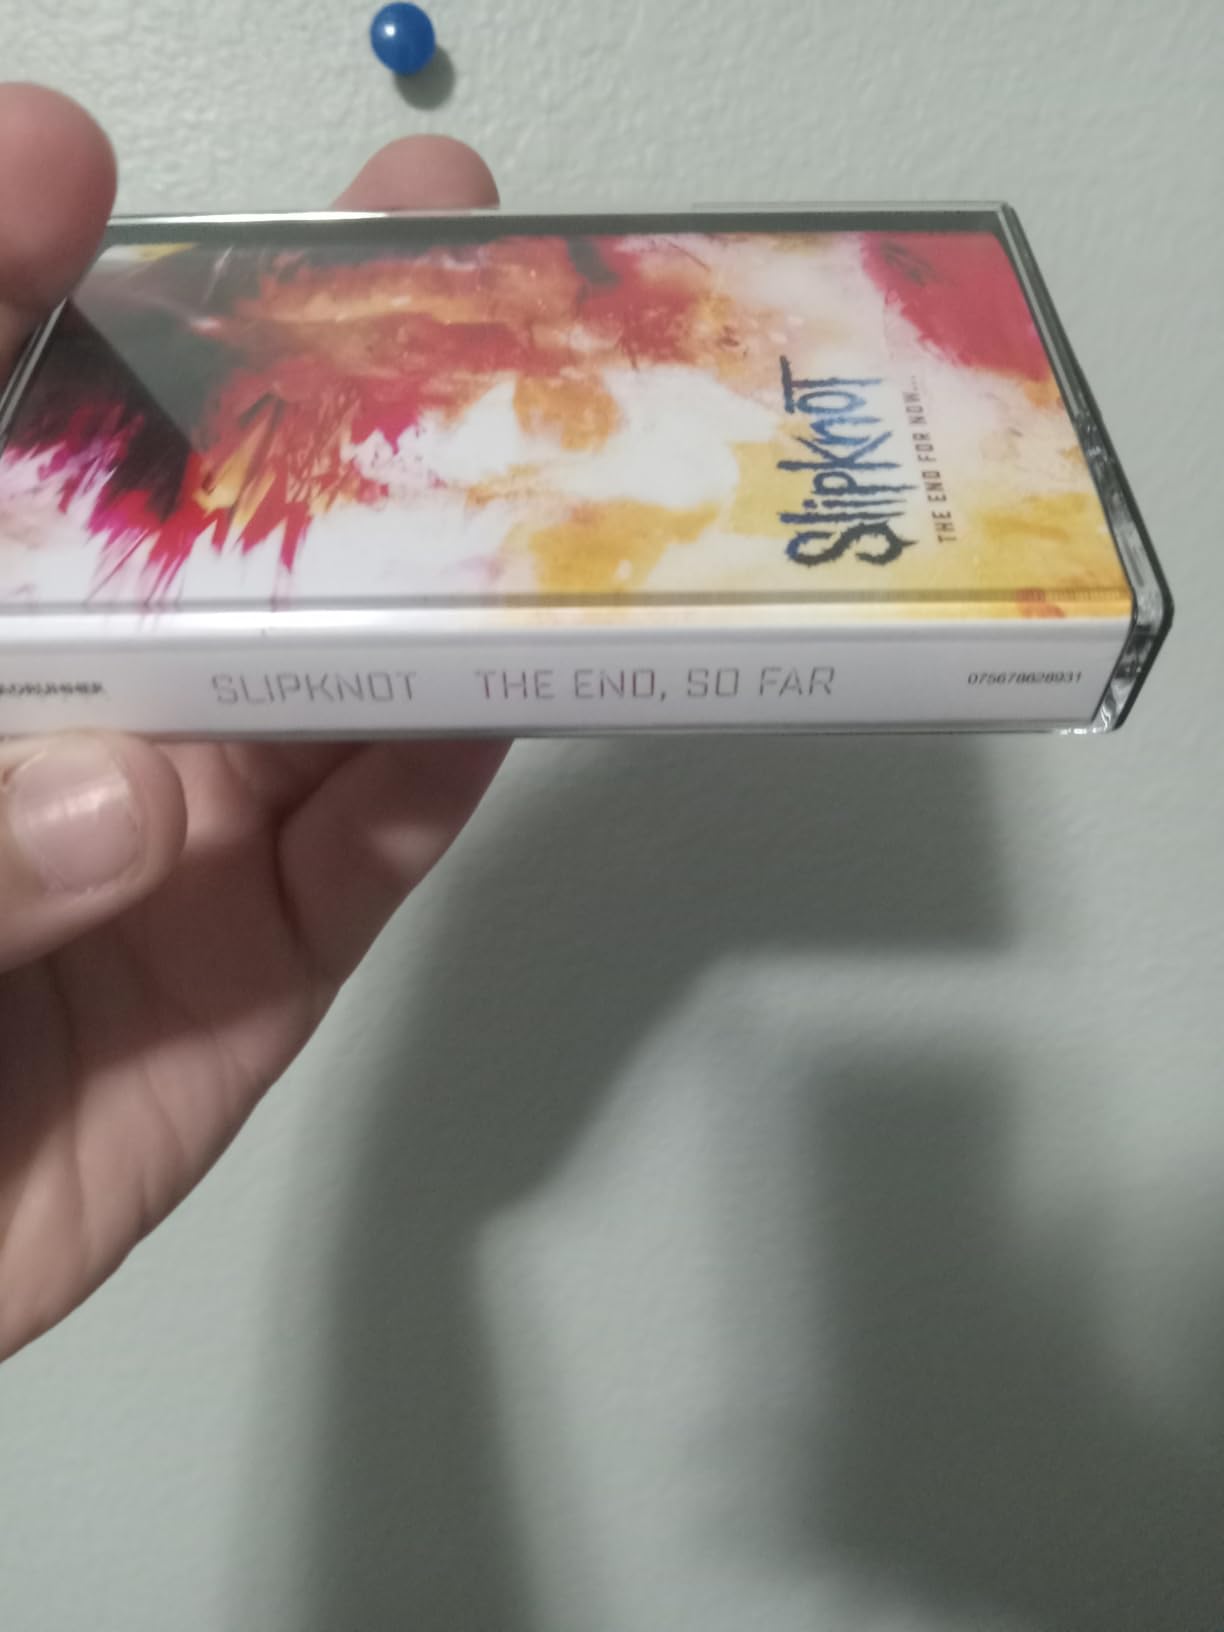 SLIPKNOT
THE END FOR NOW...
SLIPKNOT THE END, SO FAR
075678628931